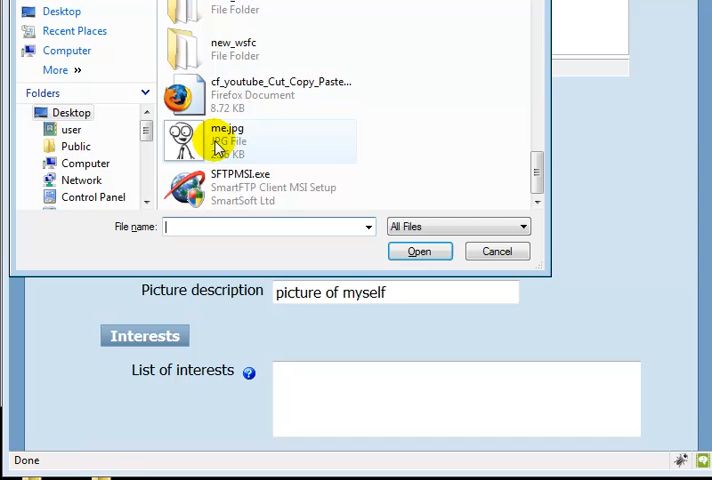 Desktop
Recent Places
Computer
More »
Folders
Desktop
user
Public
Computer
Network
Control Panel
File Folder
new_wsfc
File Folder
cf_youtube_Cut_Copy_Paste...
Firefox Document
8.72 KB
me.jpg
JPG File
KB
SFTPMSI.exe
SmartFTP Client MSI Setup
SmartSoft Ltd
File name:
All Files
Open
Cancel
Picture description
picture of myself
Interests
List of interests
?
Done